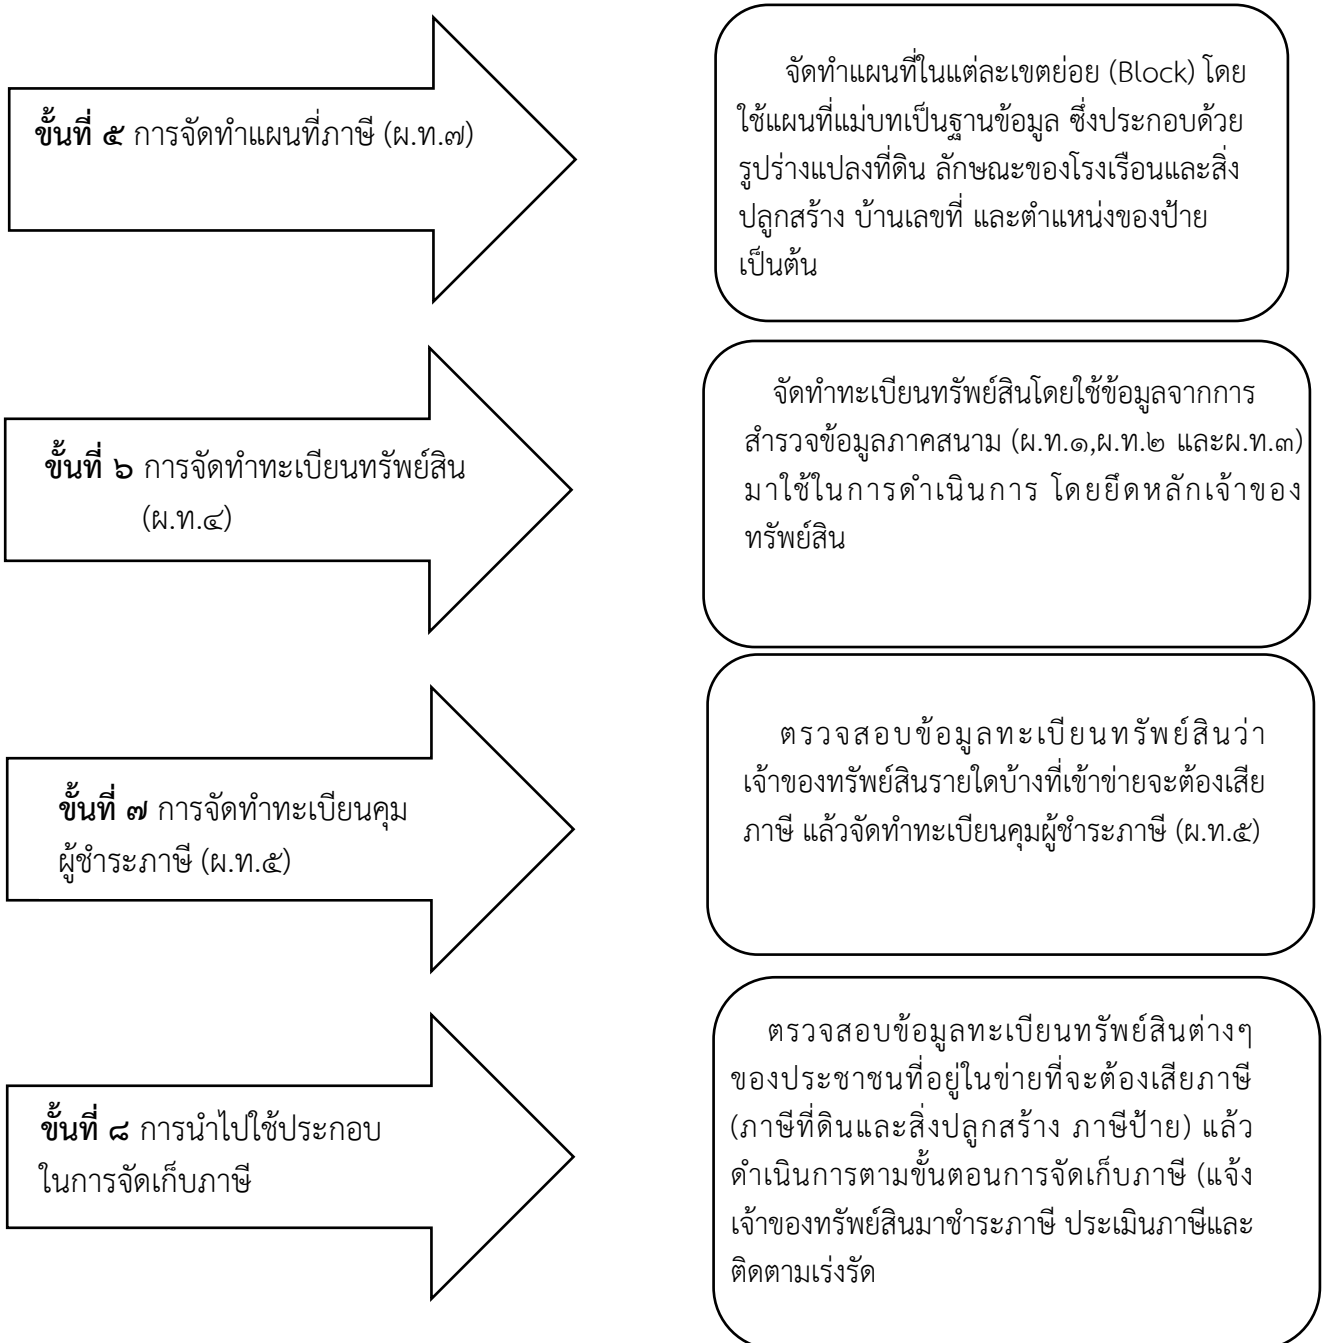 ขั้นที่ ๕ การจัดทำแผนที่ภาษี (ผ.ท.๗)
จัดทำแผนที่ในแต่ละเขตย่อย (Block) โดย
ใช้แผนที่แม่บทเป็นฐานข้อมูล ซึ่งประกอบด้วย
รูปร่างแปลงที่ดิน ลักษณะของโรงเรือนและสิ่ง
ปลูกสร้าง บ้านเลขที่ และตำแหน่งของป้าย
เป็นต้น
ขั้นที่ ๖ การจัดทำทะเบียนทรัพย์สิน
(ผ.ท.๔)
จัดทำทะเบียนทรัพย์สินโดยใช้ข้อมูลจากการ
สำรวจข้อมูลภาคสนาม (ผ.ท.๑,ผ.ท.๒ และผ.ท.๓)
มาใช้ในการดำเนินการ โดยยึดหลักเจ้าของ
ทรัพย์สิน
ขั้นที่ ๗ การจัดทำทะเบียนคุม
ผู้ชำระภาษี (ผ.ท.๕)
ตรวจสอบข้อมูลทะเบียนทรัพย์สินว่า
เจ้าของทรัพย์สินรายใดบ้างที่เข้าข่ายจะต้องเสีย
ภาษี แล้วจัดทำทะเบียนคุมผู้ชำระภาษี (ผ.ท.๕)
ขั้นที่ ๘ การนำไปใช้ประกอบ
ในการจัดเก็บภาษี
ตรวจสอบข้อมูลทะเบียนทรัพย์สินต่างๆ
ของประชาชนที่อยู่ในข่ายที่จะต้องเสียภาษี
(ภาษีที่ดินและสิ่งปลูกสร้าง ภาษีป้าย) แล้ว
ดำเนินการตามขั้นตอนการจัดเก็บภาษี (แจ้ง
เจ้าของทรัพย์สินมาชำระภาษี ประเมินภาษีและ
ติดตามเร่งรัด